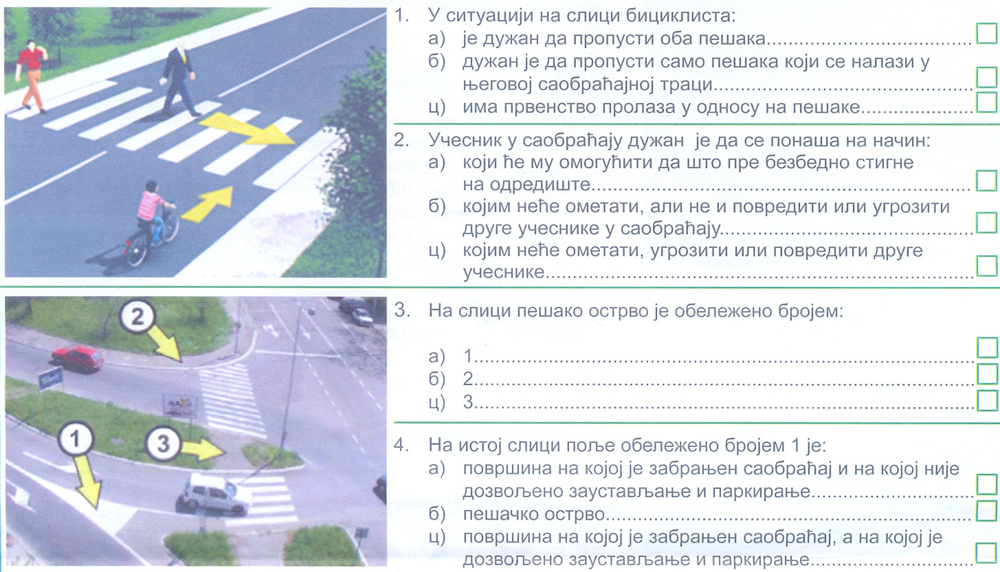 1. У ситуацији на слици бициклиста:
а) је дужан да пропусти оба пешака
б) дужан је да пропусти само пешака који се налази у
његовој саобраћајној траци
ц) има првенство пролаза у односу на пешаке
2. Учесник у саобраћају дужан је да се понаша на начин:
а) који ће му омогућити да што пре безбедно стигне
на одредиште
б) којим неће ометати, али не и повредити или угрозити
друге учеснике у саобраћају
ц) којим неће ометати, угрозити или повредити друге
учеснике
2
1
3
3. На слици пешако острво је обележено бројем:
а) 1
б) 2
ц) 3
4. На истој слици поље обележено бројем 1 је:
а) површина на којој је забрањен саобраћај и на којој није
дозвољено заустављање и паркирање
б) пешачко острво
ц) површина на којој је забрањен саобраћај, а на којој је
дозвољено заустављање и паркирање